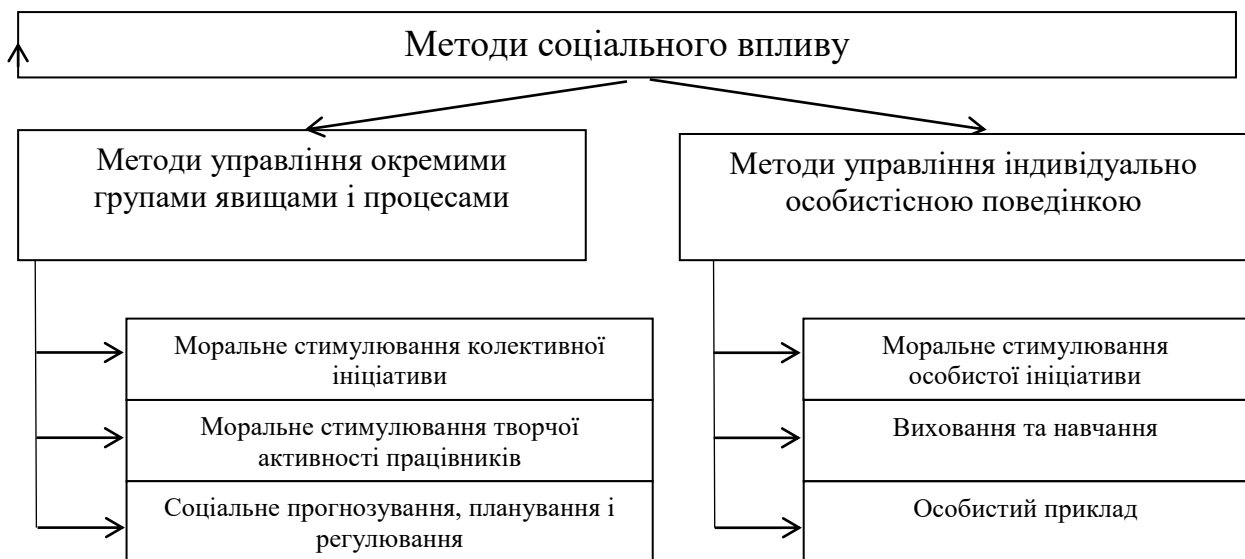 Методи соціального впливу
Методи управління окремими
групами явищами і процесами
Моральне стимулювання колективної
ініціативи
Моральне стимулювання творчої
активності працівників
Соціальне прогнозування, планування і
регулювання
Методи управління індивідуально
особистісною поведінкою
Моральне стимулювання
особистої ініціативи
Виховання та навчання
Особистий приклад